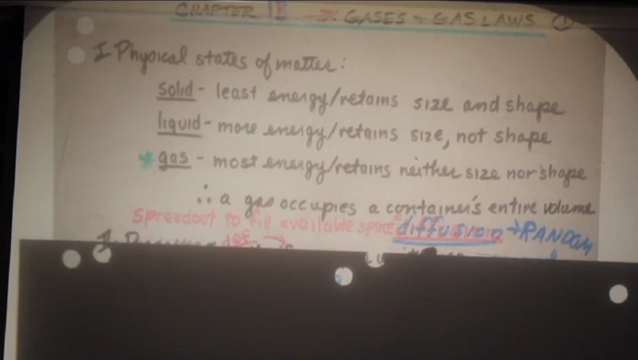 CHAPTER GASES GAS LAWS 1
I Physical states of matter:
solid - least energy/retains size and shape
liquid - more energy/retains size, not shape
* gas - most energy/retains neither size nor shape
∴ a gas occupies a container's entire volume
Spreadout to fill available space diffusion → RANDOM